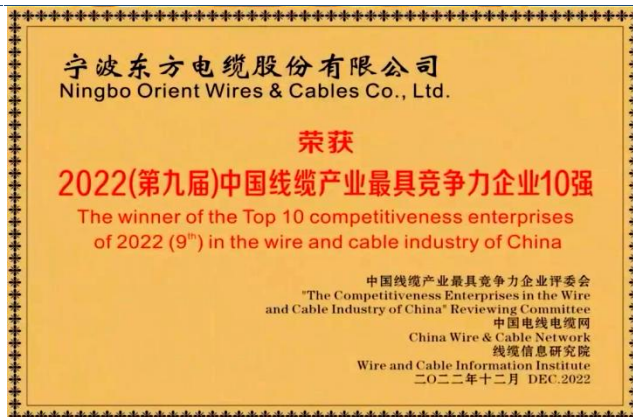 宁波东方电缆股份有限公司
Ningbo Orient Wires & Cables Co., Ltd.
荣获
2022(第九届)中国线缆产业最具竞争力企业10强
The winner of the Top 10 competitiveness enterprises
of 2022 (9th) in the wire and cable industry of China
中国线缆产业最具竞争力企业评委会
"The Competitiveness Enterprises in the Wire
and Cable Industry of China" Reviewing Committee
中国电线电缆网
China Wire & Cable Network
线缆信息研究院
Wire and Cable Information Institute
二〇二二年十二月 DEC.2022